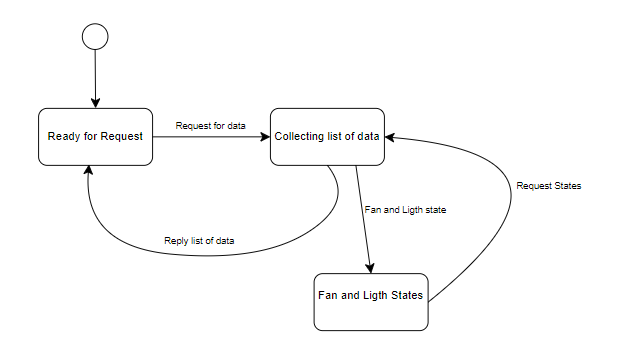 Request for data
Ready for Request
Collecting list of data
Request States
Fan and Ligth state
Reply list of data
Fan and Ligth States